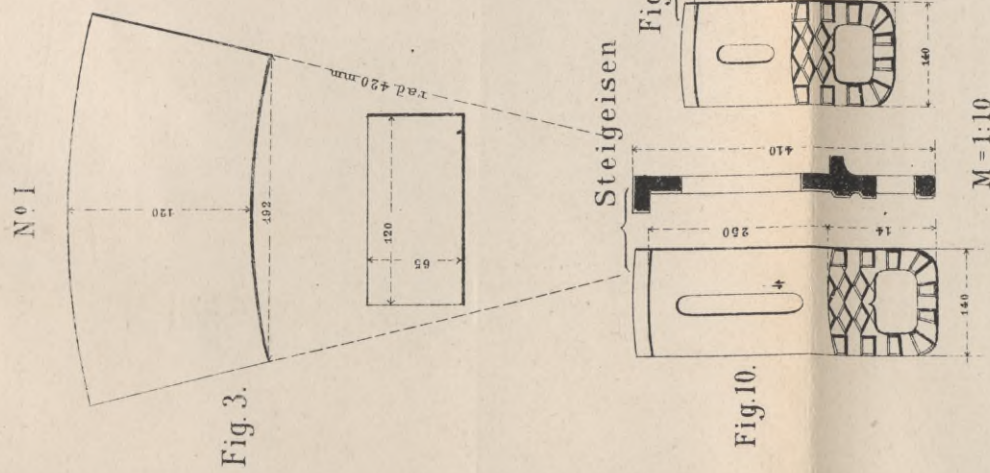 Nº I
120
192
rad. 420 mm
120
65
Fig. 3.
Steigeisen
Fig
410
250
14
140
140
Fig. 10.
M = 1:10